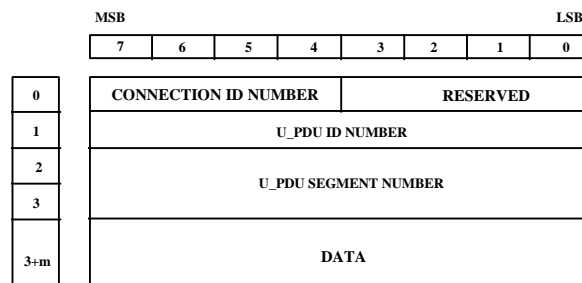 MSB LSB
7 6 5 4 3 2 1 0
0 CONNECTION ID NUMBER RESERVED
1 U_PDU ID NUMBER
2
U_PDU SEGMENT NUMBER
3
3+m DATA